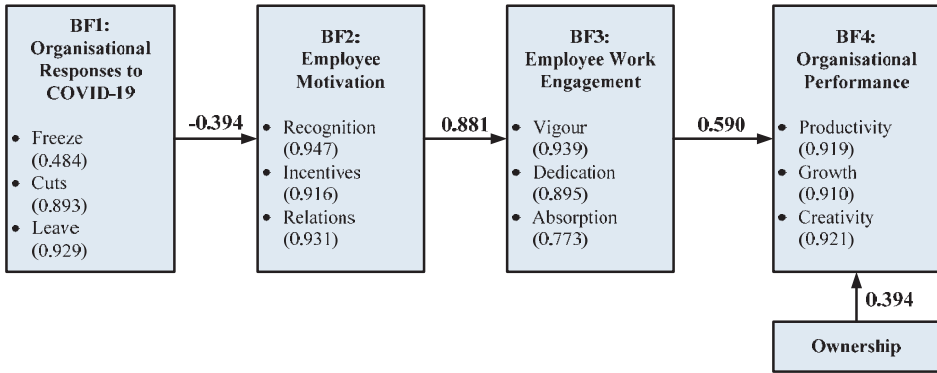 BF1:
Organisational
Responses to
COVID-19
• Freeze
(0.484)
• Cuts
(0.893)
• Leave
(0.929)
-0.394
BF2:
Employee
Motivation
• Recognition
(0.947)
• Incentives
(0.916)
• Relations
(0.931)
0.881
BF3:
Employee Work
Engagement
• Vigour
(0.939)
• Dedication
(0.895)
• Absorption
(0.773)
0.590
BF4:
Organisational
Performance
• Productivity
(0.919)
• Growth
(0.910)
• Creativity
(0.921)
0.394
Ownership